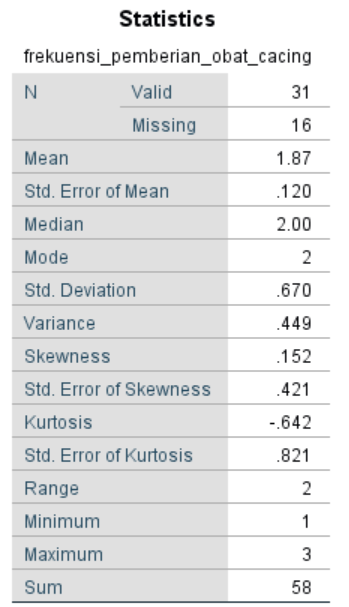 Statistics
frekuensi_pemberian_obat_cacing
N Valid 31
Missing 16
Mean 1.87
Std. Error of Mean .120
Median 2.00
Mode 2
Std. Deviation .670
Variance .449
Skewness .152
Std. Error of Skewness .421
Kurtosis -.642
Std. Error of Kurtosis .821
Range 2
Minimum 1
Maximum 3
Sum 58